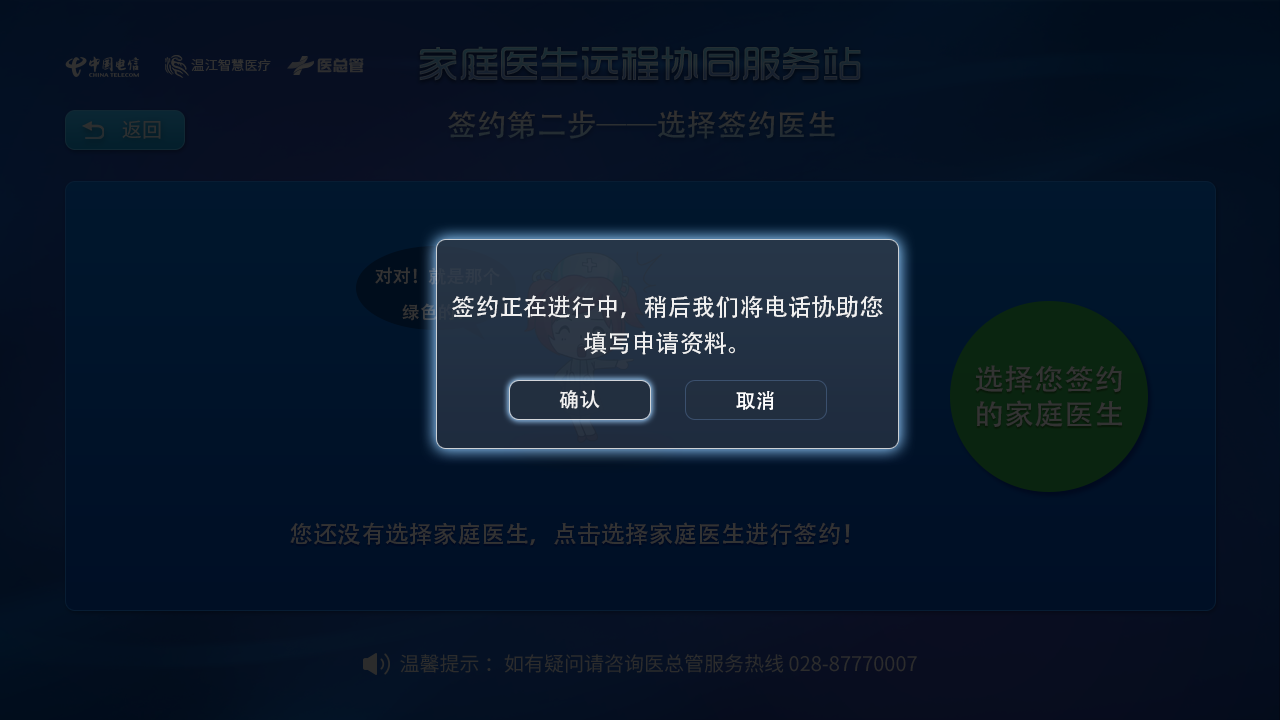 中国电信
CHINA TELECOM
温江智慧医疗
医总管
家庭医生远程协同服务站
返回
签约第二步——选择签约医生
对对！就是那个
绿色
签约正在进行中，稍后我们将电话协助您
填写申请资料。
确认
取消
选择您签约
的家庭医生
您还没有选择家庭医生，点击选择家庭医生进行签约！
温馨提示：如有疑问请咨询医总管服务热线 028-87770007